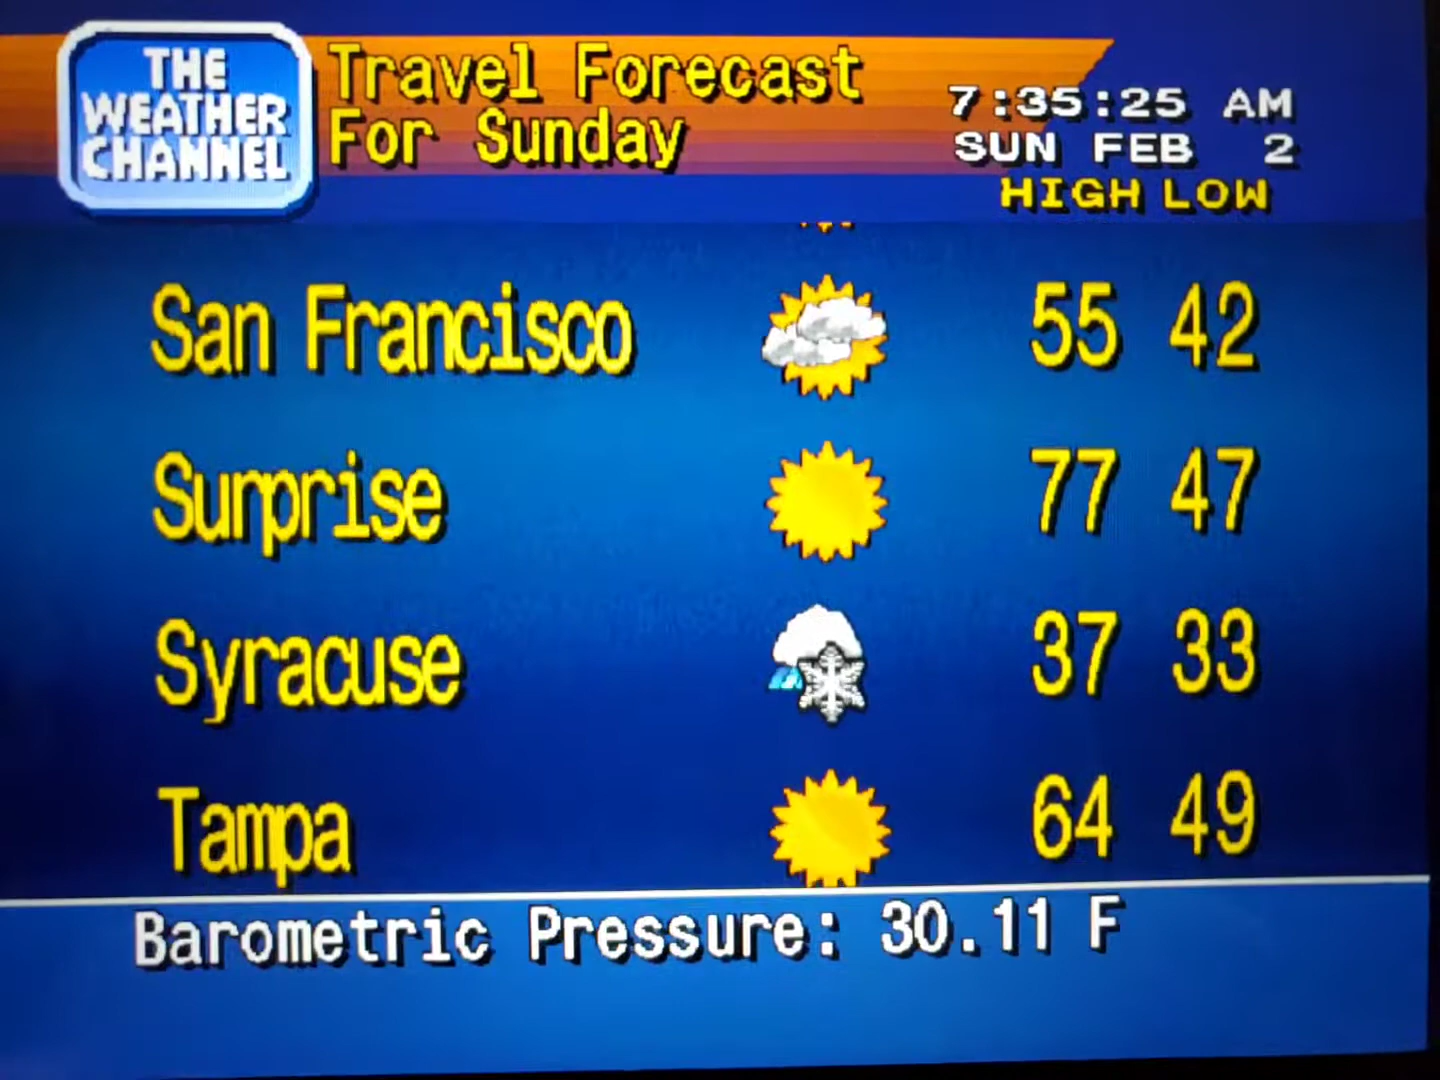 THE
WEATHER
CHANNEL
Travel Forecast
For Sunday
7:35:25 AM
SUN FEB 2
HIGH LOW
San Francisco 55 42
Surprise 77 47
Syracuse 37 33
Tampa 64 49
Barometric Pressure: 30.11 F